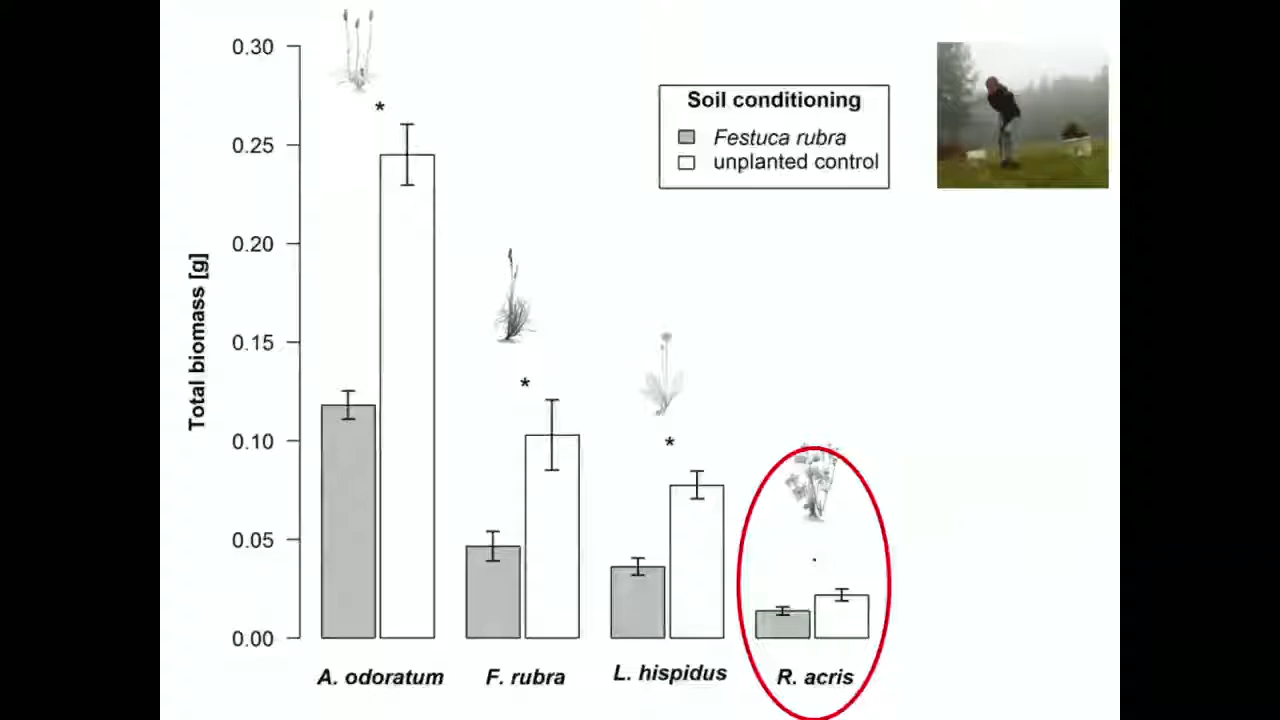 0.30
0.25
0.20
0.15
0.10
0.05
0.00
Total biomass [g]
*
*
*
.
Soil conditioning
Festuca rubra
unplanted control
A. odoratum
F. rubra
L. hispidus
R. acris